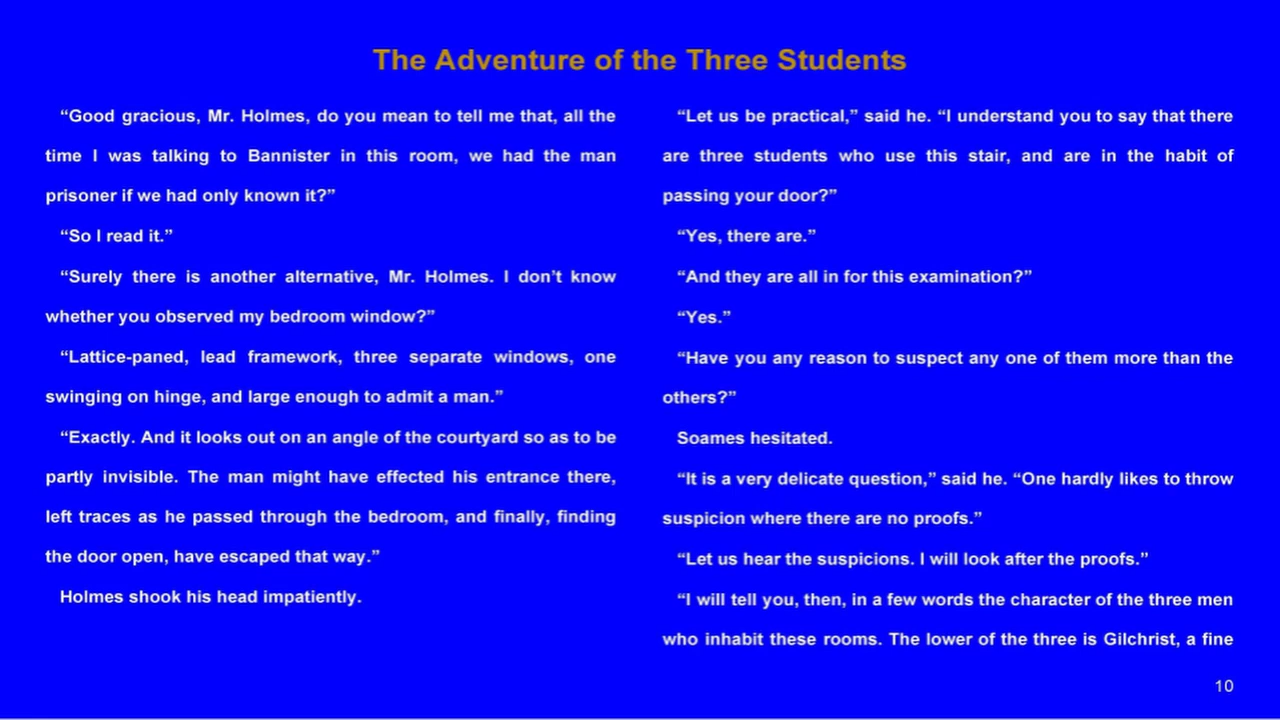 The Adventure of the Three Students
“Good gracious, Mr. Holmes, do you mean to tell me that, all the
time I was talking to Bannister in this room, we had the man
prisoner if we had only known it?”
“So I read it.”
“Surely there is another alternative, Mr. Holmes. I don’t know
whether you observed my bedroom window?”
“Lattice-paned, lead framework, three separate windows, one
swinging on hinge, and large enough to admit a man.”
“Exactly. And it looks out on an angle of the courtyard so as to be
partly invisible. The man might have effected his entrance there,
left traces as he passed through the bedroom, and finally, finding
the door open, have escaped that way.”
Holmes shook his head impatiently.
“Let us be practical,” said he. “I understand you to say that there
are three students who use this stair, and are in the habit of
passing your door?”
“Yes, there are.”
“And they are all in for this examination?”
“Yes.”
“Have you any reason to suspect any one of them more than the
others?”
Soames hesitated.
“It is a very delicate question,” said he. “One hardly likes to throw
suspicion where there are no proofs.”
“Let us hear the suspicions. I will look after the proofs.”
“I will tell you, then, in a few words the character of the three men
who inhabit these rooms. The lower of the three is Gilchrist, a fine
10